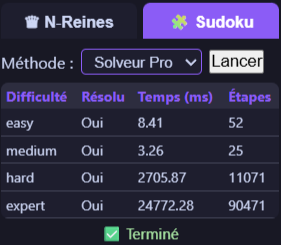 ♛ N-Reines 🧩 Sudoku
Méthode : Solveur Pro Lancer
Difficulté Résolu Temps (ms) Étapes
easy Oui 8.41 52
medium Oui 3.26 25
hard Oui 2705.87 11071
expert Oui 24772.28 90471
✅ Terminé